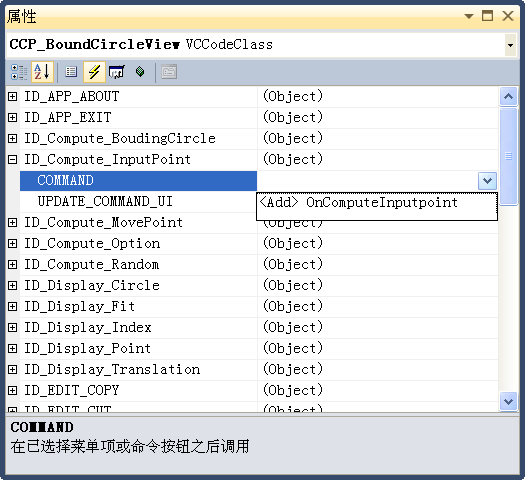 属性
CCP_BoundCircleView VCCodeClass
ID_APP_ABOUT (Object)
ID_APP_EXIT (Object)
ID_Compute_BoudingCircle (Object)
ID_Compute_InputPoint (Object)
COMMAND
UPDATE_COMMAND_UI <Add> OnComputeInputpoint
ID_Compute_MovePoint (Object)
ID_Compute_Option (Object)
ID_Compute_Random (Object)
ID_Display_Circle (Object)
ID_Display_Fit (Object)
ID_Display_Index (Object)
ID_Display_Point (Object)
ID_Display_Translation (Object)
ID_EDIT_COPY (Object)
ID_EDIT_CUT (Object)
COMMAND
在已选择菜单项或命令按钮之后调用